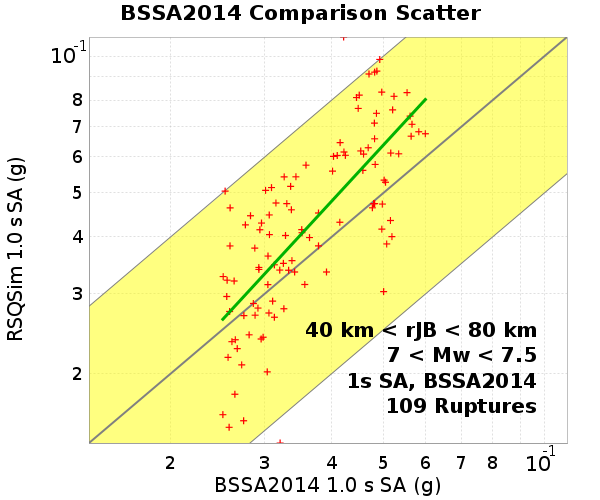 BSSA2014 Comparison Scatter
RSQSim 1.0 s SA (g)
10-1
8
7
6
5
4
3
2
40 km < rJB < 80 km
7 < Mw < 7.5
1s SA, BSSA2014
109 Ruptures
2 3 4 5 6 7 8 10-1
BSSA2014 1.0 s SA (g)